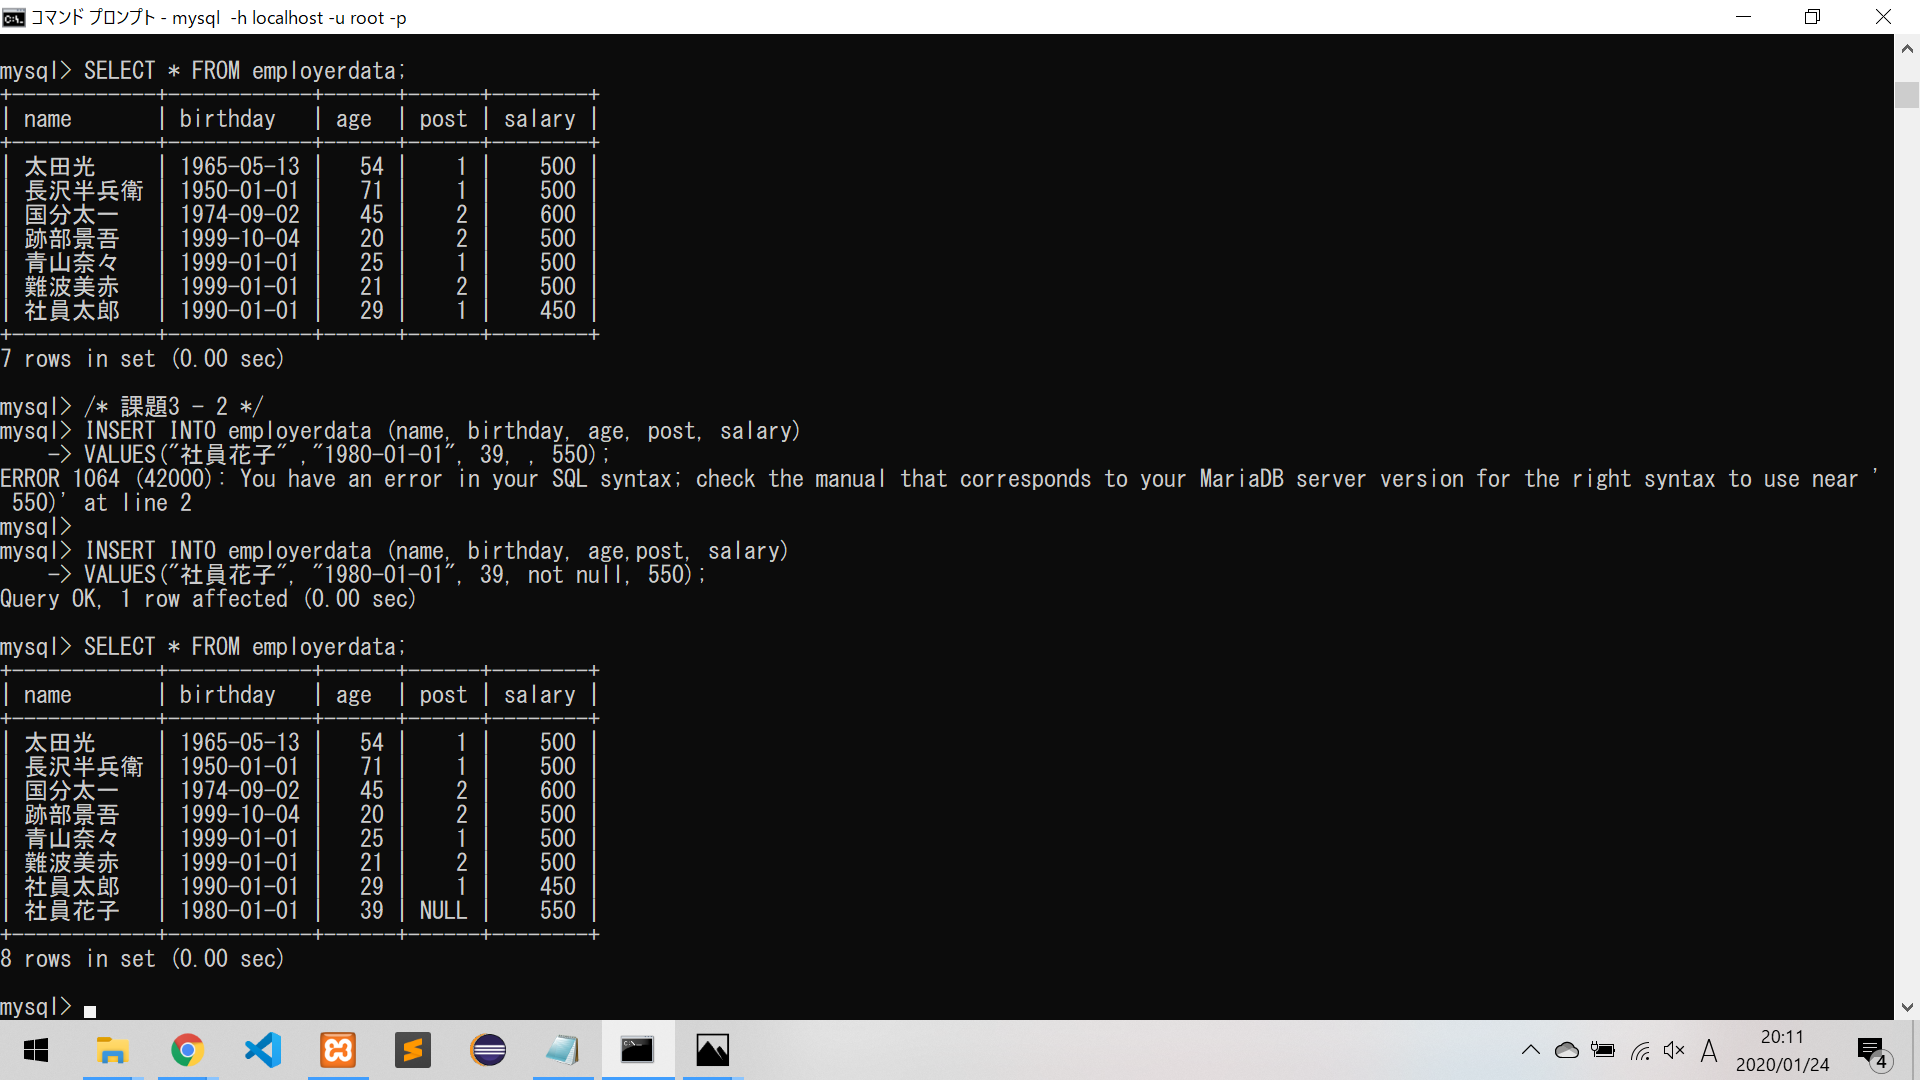 コマンド プロンプト - mysql  -h localhost -u root -p
mysql> SELECT * FROM employerdata;
+------------+------------+------+------+--------+
| name       | birthday   | age  | post | salary |
+------------+------------+------+------+--------+
| 太田光     | 1965-05-13 |   54 |    1 |    500 |
| 長沢半兵衛 | 1950-01-01 |   71 |    1 |    500 |
| 国分太一   | 1974-09-02 |   45 |    2 |    600 |
| 跡部景吾   | 1999-10-04 |   20 |    2 |    500 |
| 青山奈々   | 1999-01-01 |   25 |    1 |    500 |
| 難波美赤   | 1999-01-01 |   21 |    2 |    500 |
| 社員太郎   | 1990-01-01 |   29 |    1 |    450 |
+------------+------------+------+------+--------+
7 rows in set (0.00 sec)
mysql> /* 課題3 - 2 */
mysql> INSERT INTO employerdata (name, birthday, age, post, salary)
    -> VALUES("社員花子" ,"1980-01-01", 39, , 550);
ERROR 1064 (42000): You have an error in your SQL syntax; check the manual that corresponds to your MariaDB server version for the right syntax to use near '
 550)' at line 2
mysql>
mysql> INSERT INTO employerdata (name, birthday, age,post, salary)
    -> VALUES("社員花子", "1980-01-01", 39, not null, 550);
Query OK, 1 row affected (0.00 sec)
mysql> SELECT * FROM employerdata;
+------------+------------+------+------+--------+
| name       | birthday   | age  | post | salary |
+------------+------------+------+------+--------+
| 太田光     | 1965-05-13 |   54 |    1 |    500 |
| 長沢半兵衛 | 1950-01-01 |   71 |    1 |    500 |
| 国分太一   | 1974-09-02 |   45 |    2 |    600 |
| 跡部景吾   | 1999-10-04 |   20 |    2 |    500 |
| 青山奈々   | 1999-01-01 |   25 |    1 |    500 |
| 難波美赤   | 1999-01-01 |   21 |    2 |    500 |
| 社員太郎   | 1990-01-01 |   29 |    1 |    450 |
| 社員花子   | 1980-01-01 |   39 | NULL |    550 |
+------------+------------+------+------+--------+
8 rows in set (0.00 sec)
mysql>
A
20:11
2020/01/24
4